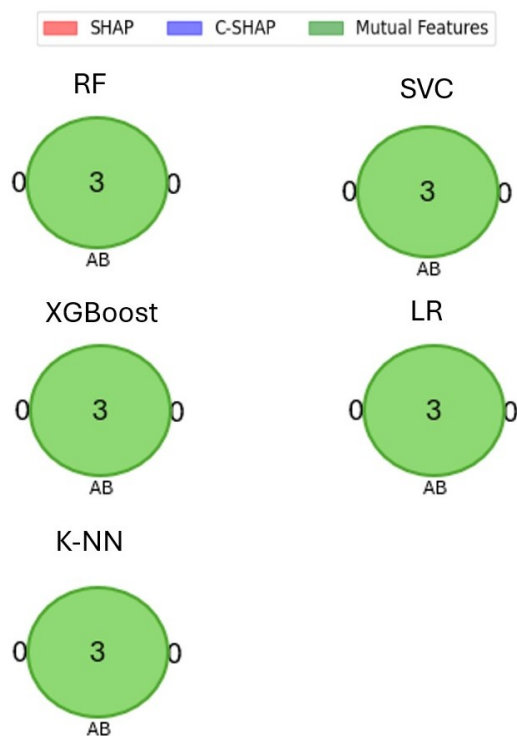 SHAP C-SHAP Mutual Features
RF SVC
0 3 0 0 3 0
AB AB
XGBoost LR
0 3 0 0 3 0
AB AB
K-NN
0 3 0
AB